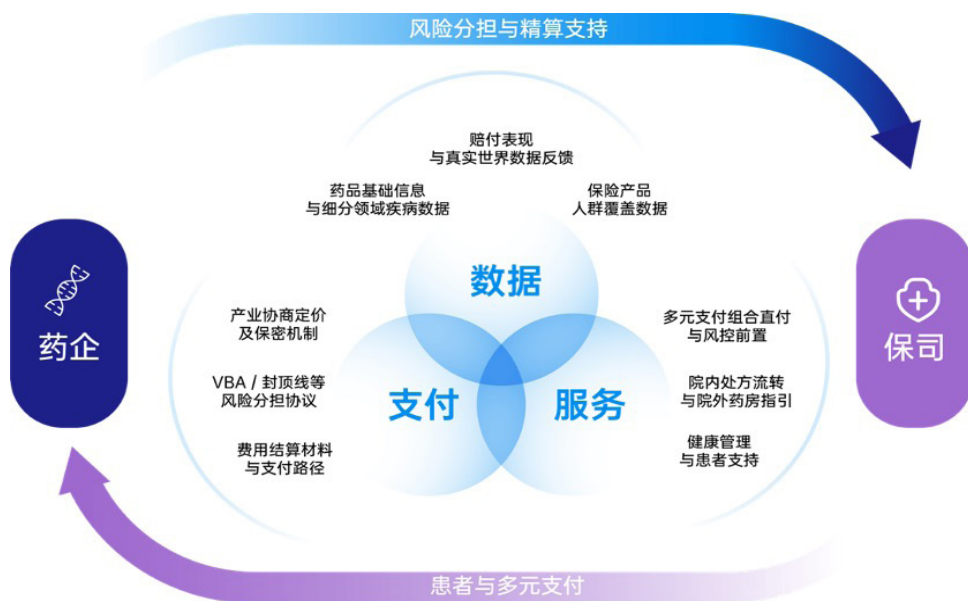 风险分担与精算支持
赔付表现
与真实世界数据反馈
药品基础信息
与细分领域疾病数据
保险产品
人群覆盖数据
数据
药企
保司
产业协商定价
及保密机制
VBA / 封顶线等
风险分担协议
费用结算材料
与支付路径
支付
服务
多元支付组合直付
与风控前置
院内处方流转
与院外药房指引
健康管理
与患者支持
患者与多元支付